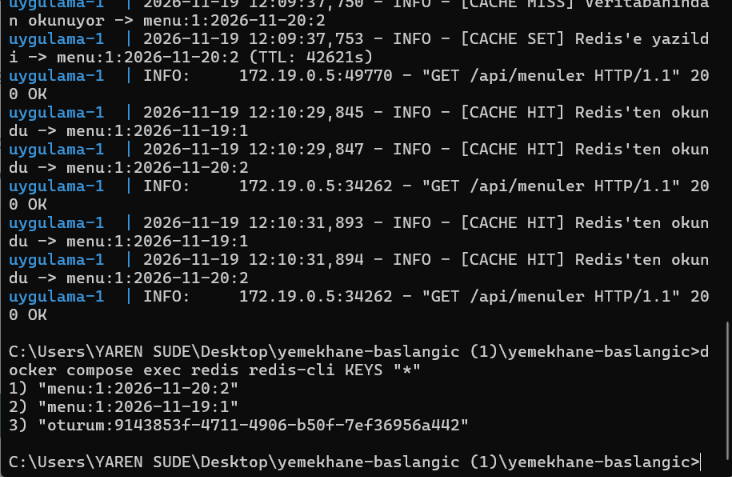 uygulama-1  | 2026-11-19 12:09:37,750 - INFO - [CACHE MISS] Veritabanında
n okunuyor -> menu:1:2026-11-20:2
uygulama-1  | 2026-11-19 12:09:37,753 - INFO - [CACHE SET] Redis'e yazild
i -> menu:1:2026-11-20:2 (TTL: 42621s)
uygulama-1  | INFO:     172.19.0.5:49770 - "GET /api/menuler HTTP/1.1" 20
0 OK
uygulama-1  | 2026-11-19 12:10:29,845 - INFO - [CACHE HIT] Redis'ten okun
du -> menu:1:2026-11-19:1
uygulama-1  | 2026-11-19 12:10:29,847 - INFO - [CACHE HIT] Redis'ten okun
du -> menu:1:2026-11-20:2
uygulama-1  | INFO:     172.19.0.5:34262 - "GET /api/menuler HTTP/1.1" 20
0 OK
uygulama-1  | 2026-11-19 12:10:31,893 - INFO - [CACHE HIT] Redis'ten okun
du -> menu:1:2026-11-19:1
uygulama-1  | 2026-11-19 12:10:31,894 - INFO - [CACHE HIT] Redis'ten okun
du -> menu:1:2026-11-20:2
uygulama-1  | INFO:     172.19.0.5:34262 - "GET /api/menuler HTTP/1.1" 20
0 OK
C:\Users\YAREN SUDE\Desktop\yemekhane-baslangic (1)\yemekhane-baslangic>d
ocker compose exec redis redis-cli KEYS "*"
1) "menu:1:2026-11-20:2"
2) "menu:1:2026-11-19:1"
3) "oturum:9143853f-4711-4906-b50f-7ef36956a442"
C:\Users\YAREN SUDE\Desktop\yemekhane-baslangic (1)\yemekhane-baslangic>